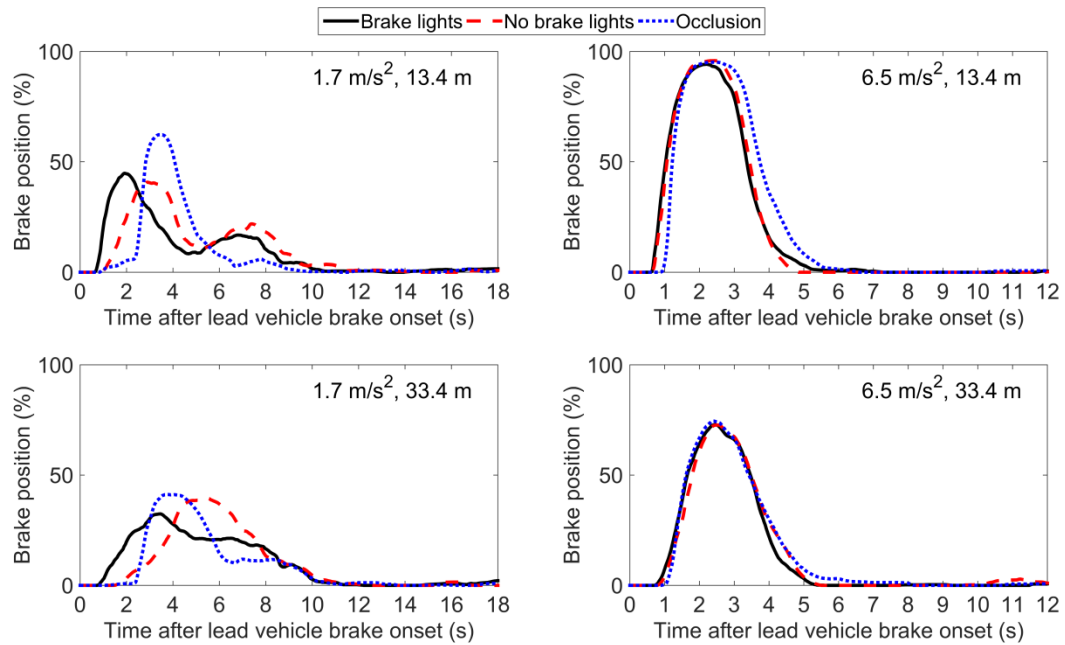 Brake lights No brake lights Occlusion
1.7 m/s², 13.4 m
Brake position (%)
100
50
0
0 2 4 6 8 10 12 14 16 18
Time after lead vehicle brake onset (s)
6.5 m/s², 13.4 m
Brake position (%)
100
50
0
0 1 2 3 4 5 6 7 8 9 10 11 12
Time after lead vehicle brake onset (s)
1.7 m/s², 33.4 m
Brake position (%)
100
50
0
0 2 4 6 8 10 12 14 16 18
Time after lead vehicle brake onset (s)
6.5 m/s², 33.4 m
Brake position (%)
100
50
0
0 1 2 3 4 5 6 7 8 9 10 11 12
Time after lead vehicle brake onset (s)